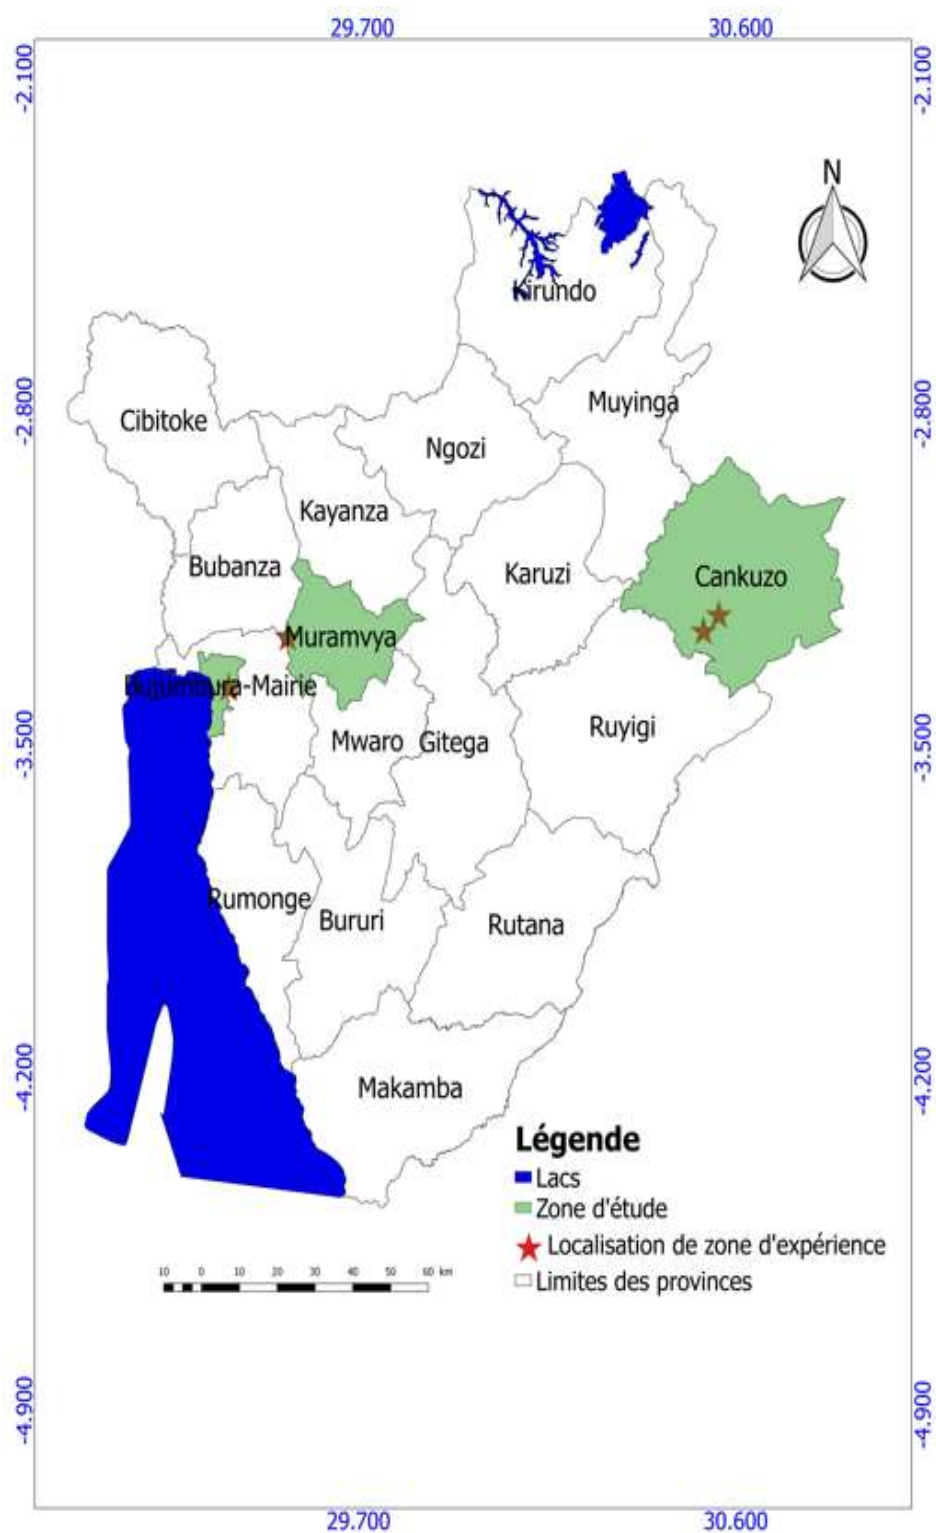 29.700 30.600
-2.100 -2.100
N
Kirundo
-2.800 -2.800
Muyinga
Cibitoke
Ngozi
Kayanza
Bubanza
Karuzi
Cankuzo
Muramvya
Bujumbura-Mairie
-3.500 -3.500
Mwaro Gitega
Ruyigi
Rumonge
Bururi
Rutana
-4.200 -4.200
Makamba
Légende
Lacs
Zone d'étude
Localisation de zone d'expérience
Limites des provinces
10 0 10 20 30 40 50 60 km
-4.900 -4.900
29.700 30.600